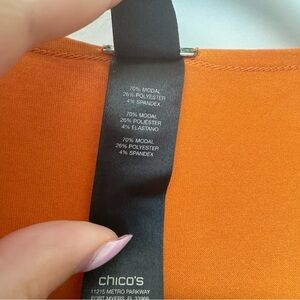 70% MODAL
26% POLYESTER
4% SPANDEX
70% MODAL
26% POLIÉSTER
4% ELASTANO
70% MODAL
26% POLYESTER
4% SPANDEX
chico's
11215 METRO PARKWAY
FORT MYERS, FL 33966